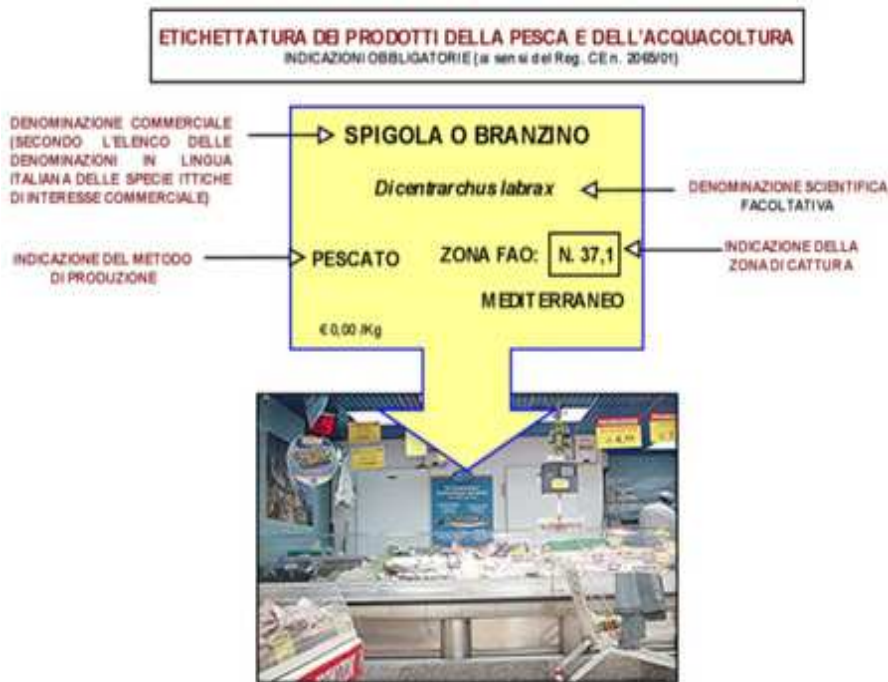 ETICHETTATURA DEI PRODOTTI DELLA PESCA E DELL'ACQUACOLTURA
INDICAZIONI OBBLIGATORIE (ai sensi del Reg. CE n. 2065/01)
DENOMINAZIONE COMMERCIALE
(SECONDO L'ELENCO DELLE
DENOMINAZIONI IN LINGUA
ITALIANA DELLE SPECIE ITTICHE
DI INTERESSE COMMERCIALE)
SPIGOLA O BRANZINO
Dicentrarchus labrax
DENOMINAZIONE SCIENTIFICA
FACOLTATIVA
INDICAZIONE DEL METODO
DI PRODUZIONE
PESCATO
ZONA FAO: N. 37,1
INDICAZIONE DELLA
ZONA DI CATTURA
MEDITERRANEO
€ 0,00 /Kg